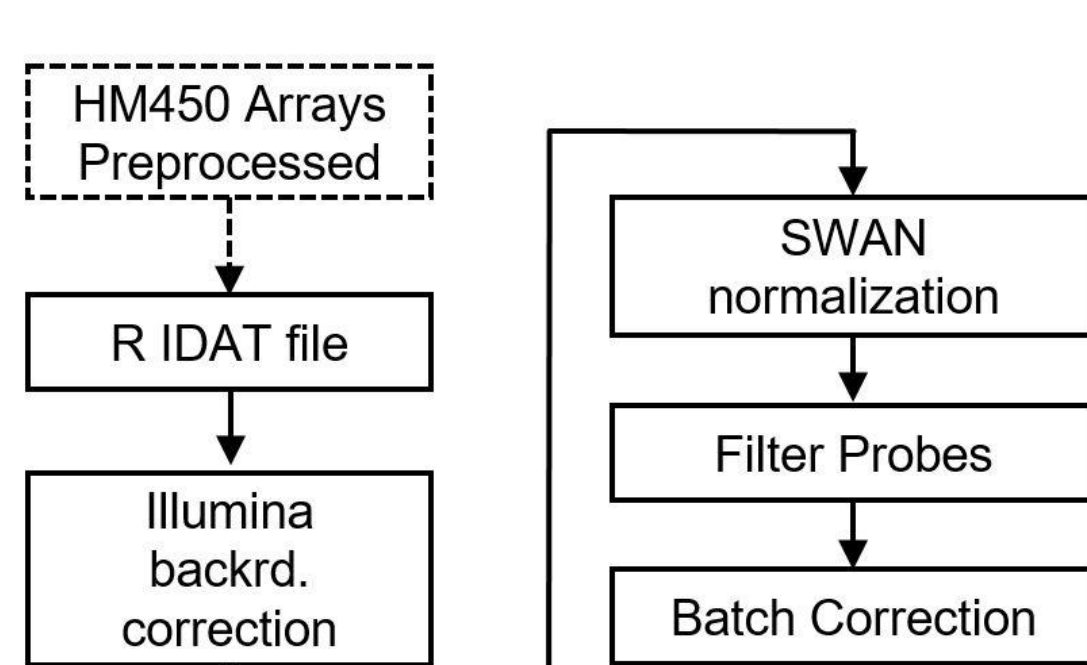 HM450 Arrays
Preprocessed
R IDAT file
Illumina
backrd.
correction
SWAN
normalization
Filter Probes
Batch Correction